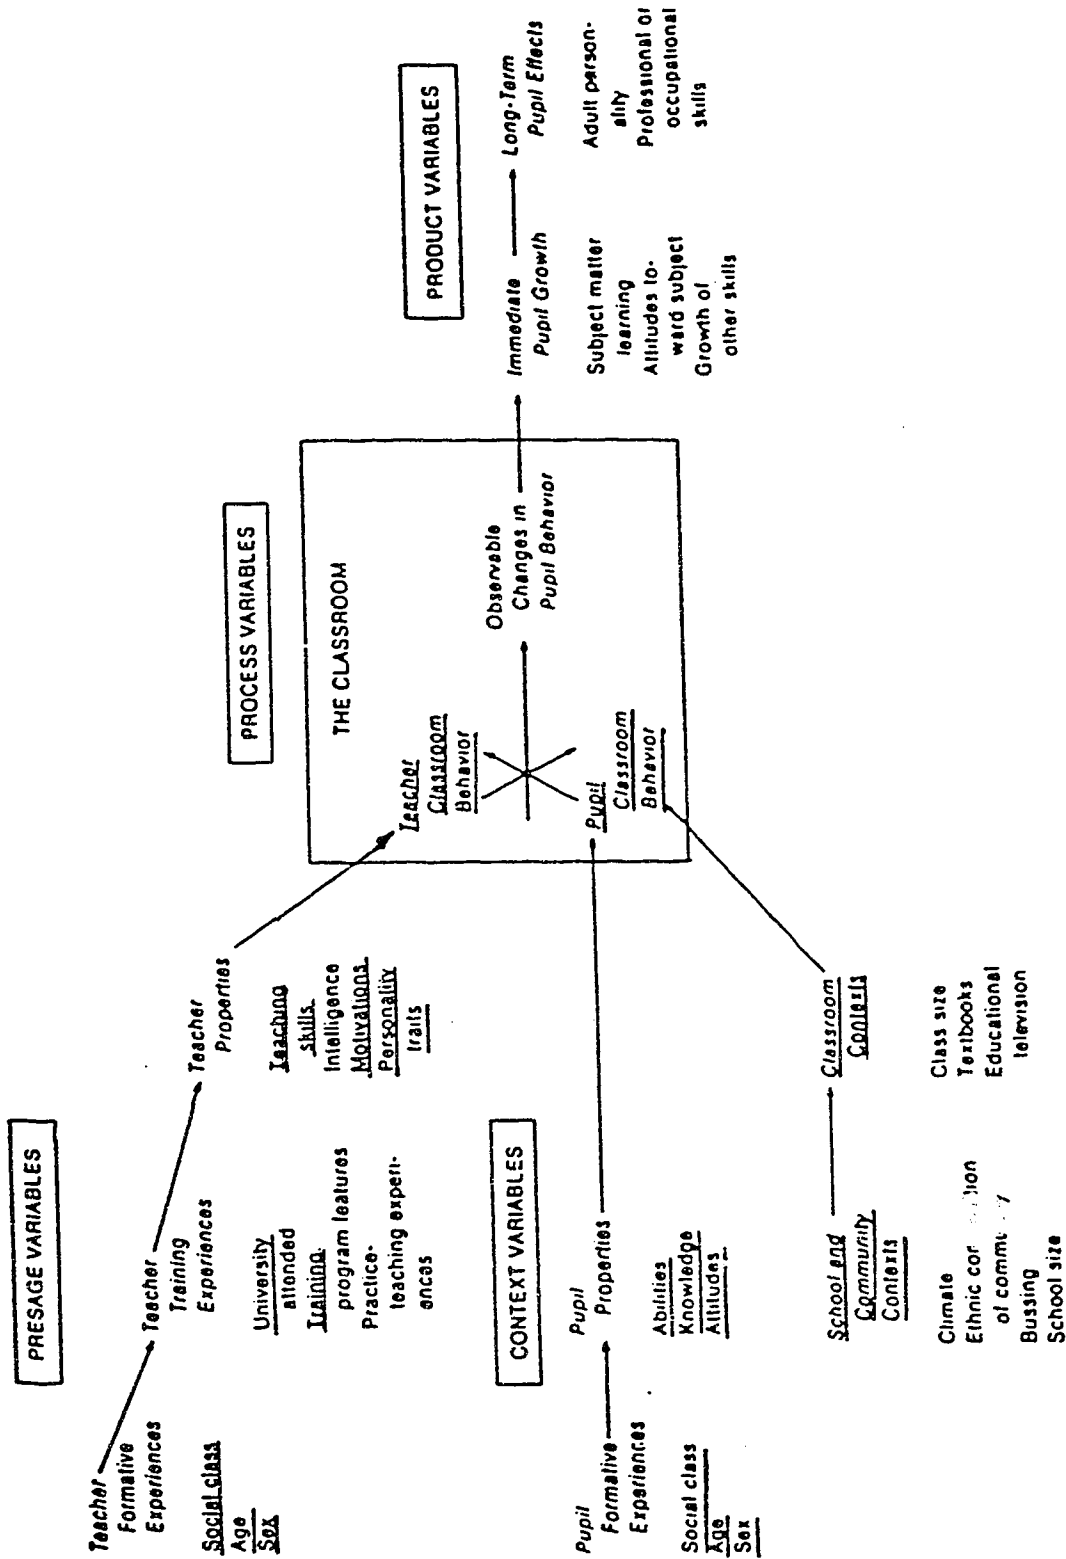 PRESAGE VARIABLES
Teacher
Formative
Experiences
Social class
Age
Sex
Teacher
Training
Experiences
University
attended
Training
program features
Practice-
teaching experi-
ences
Teacher
Properties
Teaching
skills
Intelligence
Motivations
Personality
traits
CONTEXT VARIABLES
Pupil
Formative
Experiences
Social class
Age
Sex
Pupil
Properties
Abilities
Knowledge
Attitudes
School and
Community
Contexts
Climate
Ethnic
of
Bussing
School size
Classroom
Contexts
Class size
Textbooks
Educational
television
PROCESS VARIABLES
THE CLASSROOM
Teacher
Classroom
Behavior
Pupil
Classroom
Behavior
Observable
Changes in
Pupil Behavior
PRODUCT VARIABLES
Immediate
Pupil Growth
Subject matter
learning
Attitudes to-
ward subject
Growth of
other skills
Long-Term
Pupil Effects
Adult person-
ality
Professional or
occupational
skills